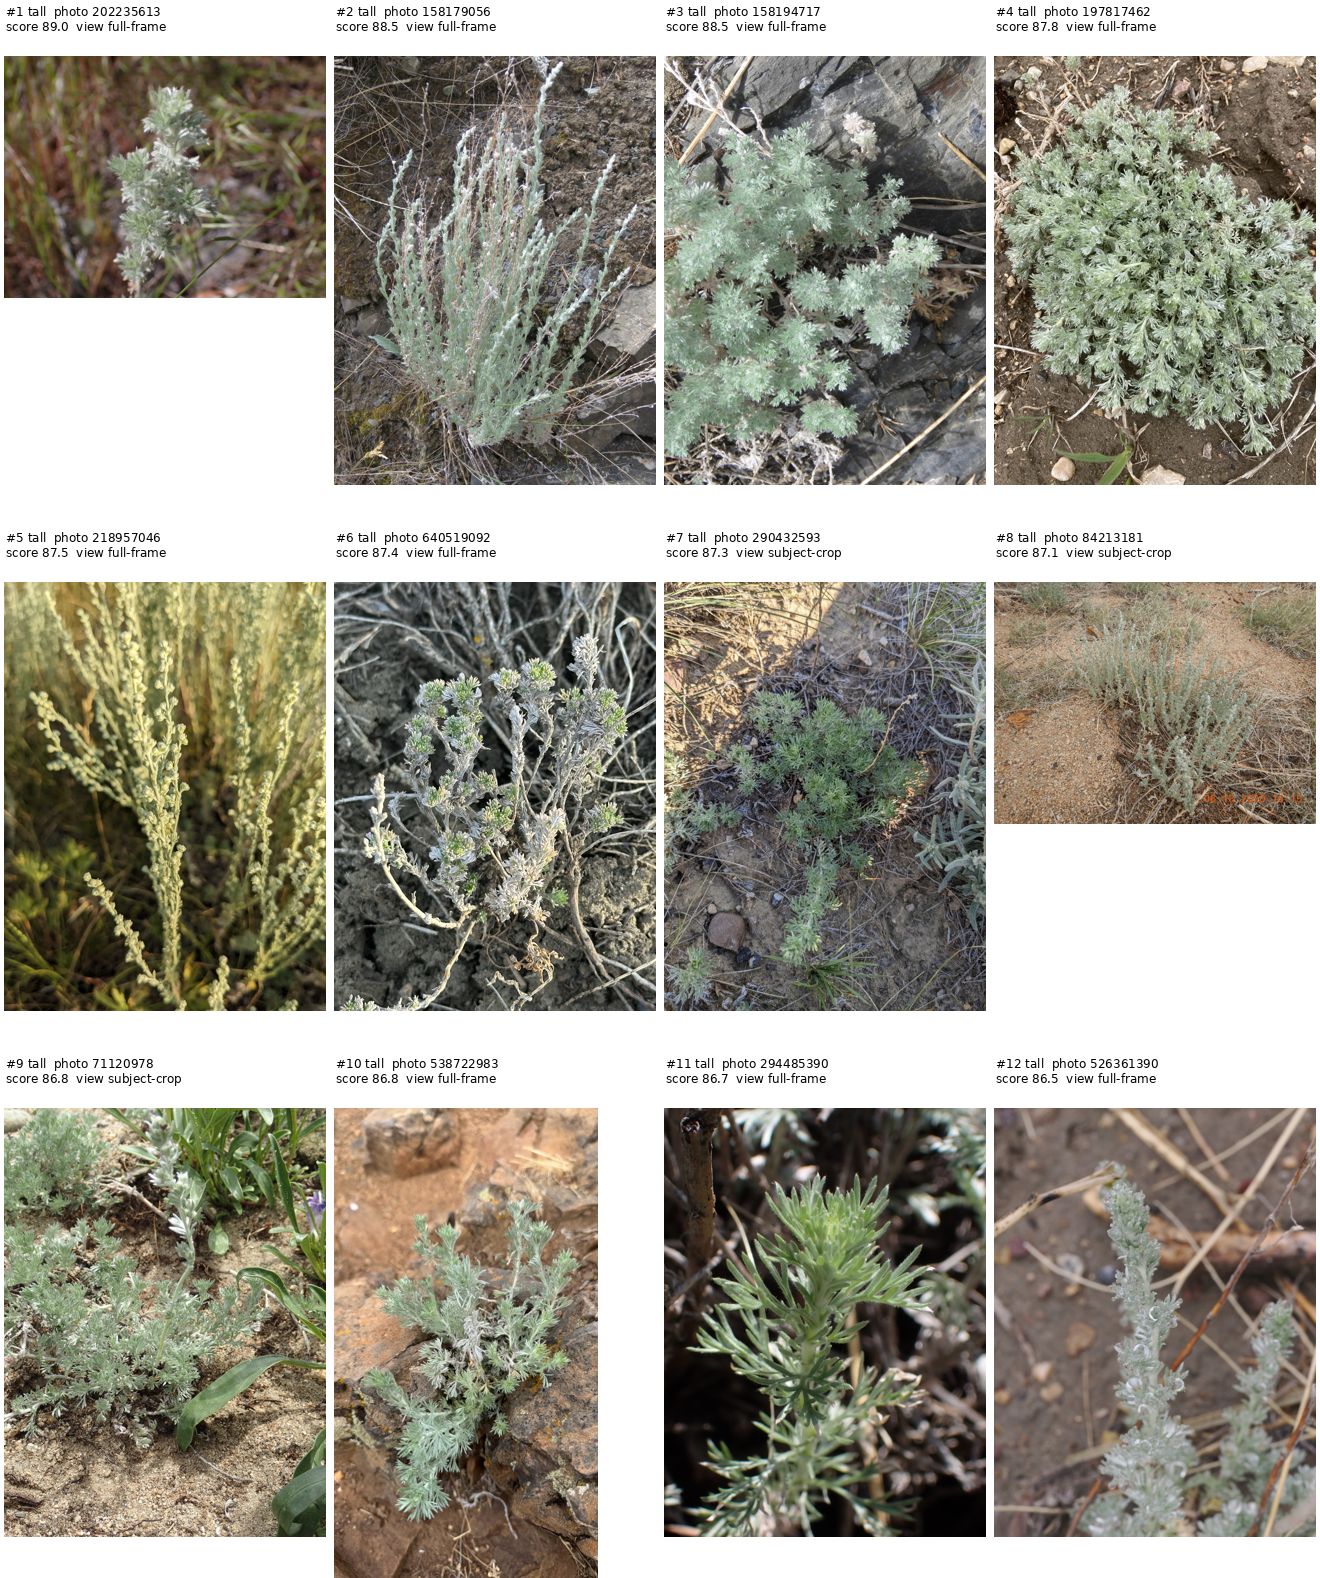 #1 tall photo 202235613
score 89.0 view full-frame
#2 tall photo 158179056
score 88.5 view full-frame
#3 tall photo 158194717
score 88.5 view full-frame
#4 tall photo 197817462
score 87.8 view full-frame
#5 tall photo 218957046
score 87.5 view full-frame
#6 tall photo 640519092
score 87.4 view full-frame
#7 tall photo 290432593
score 87.3 view subject-crop
#8 tall photo 84213181
score 87.1 view subject-crop
#9 tall photo 71120978
score 86.8 view subject-crop
#10 tall photo 538722983
score 86.8 view full-frame
#11 tall photo 294485390
score 86.7 view full-frame
#12 tall photo 526361390
score 86.5 view full-frame